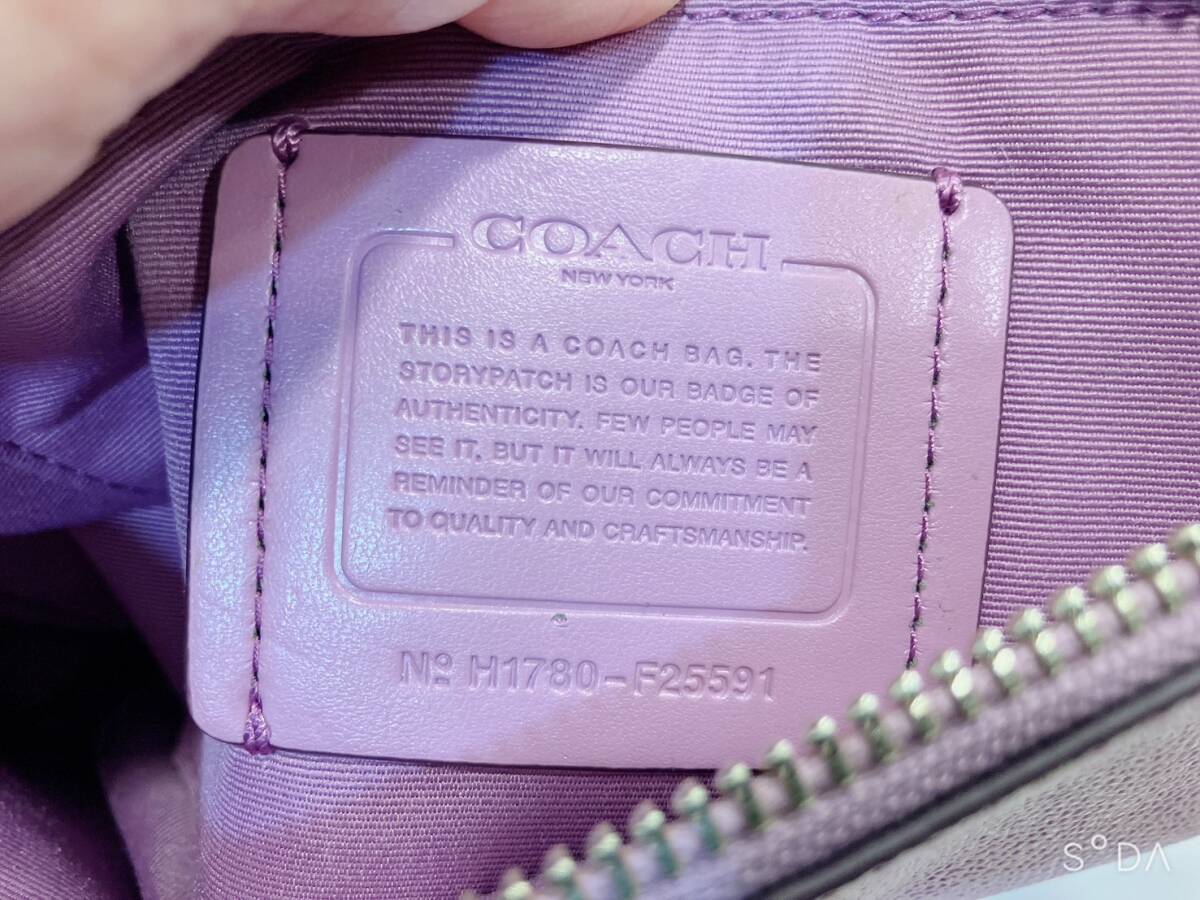 COACH
NEW YORK
THIS IS A COACH BAG. THE
STORYPATCH IS OUR BADGE OF
AUTHENTICITY. FEW PEOPLE MAY
SEE IT, BUT IT WILL ALWAYS BE A
REMINDER OF OUR COMMITMENT
TO QUALITY AND CRAFTSMANSHIP.
Nº H1780-F25591
SODA